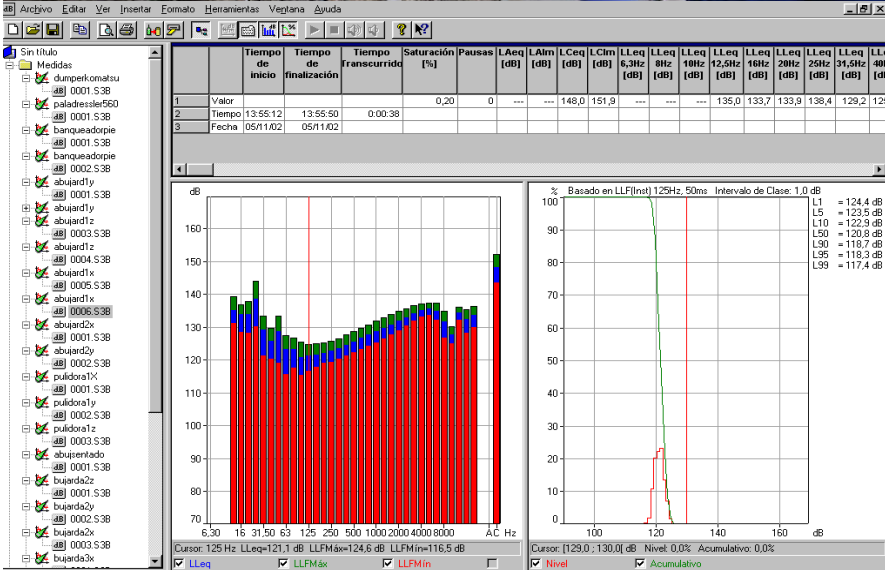 Archivo Editar Ver Insertar Formato Herramientas Ventana Ayuda
Sin título
Medidas
dumperkomatsu
0001.S3B
paladressler560
0001.S3B
banqueadorpie
0001.S3B
banqueadorpie
0002.S3B
abujard1y
0001.S3B
abujard1y
abujard1z
0003.S3B
abujard1z
0004.S3B
abujard1x
0005.S3B
abujard1x
0006.S3B
abujard2x
0001.S3B
abujard2y
0002.S3B
pulidora1X
0001.S3B
pulidora1y
0002.S3B
pulidora1z
0003.S3B
abujsentado
0001.S3B
bujarda2z
0001.S3B
bujarda2y
0002.S3B
bujarda2x
0003.S3B
bujarda3x
Tiempo de inicio Tiempo de finalización Tiempo Transcurrido Saturación [%] Pausas LAeq [dB] LAIm [dB] LCeq [dB] LCIm [dB] LLeq 6,3Hz [dB] LLeq 8Hz [dB] LLeq 10Hz [dB] LLeq 12,5Hz [dB] LLeq 16Hz [dB] LLeq 20Hz [dB] LLeq 25Hz [dB] LLeq 31,5Hz [dB]
1 Valor 0,20 0 --- --- 148,0 151,9 --- --- --- 135,0 133,7 133,9 138,4 129,2
2 Tiempo 13:55:12 13:55:50 0:00:38
3 Fecha 05/11/02 05/11/02
dB
160
150
140
130
120
110
100
90
80
70
6,30 16 31,50 63 125 250 500 1000 2000 4000 8000 A C Hz
Cursor: 125 Hz LLeq=121,1 dB LLFMáx=124,6 dB LLFMín=116,5 dB
LLeq LLFMáx LLFMín
% Basado en LLF(Inst) 125Hz, 50ms Intervalo de Clase: 1,0 dB
100
90
80
70
60
50
40
30
20
10
0
100 120 140 160 dB
L1 = 124,4 dB
L5 = 123,5 dB
L10 = 122,9 dB
L50 = 120,8 dB
L90 = 118,7 dB
L95 = 118,3 dB
L99 = 117,4 dB
Cursor: [129,0 ; 130,0[ dB Nivel: 0,0% Acumulativo: 0,0%
Nivel Acumulativo